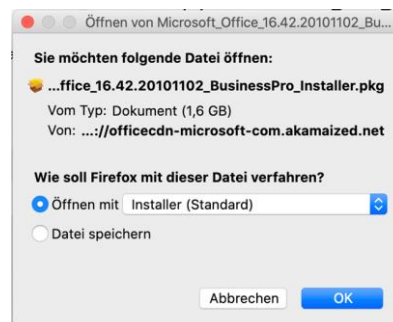 Öffnen von Microsoft_Office_16.42.20101102_Bu...
Sie möchten folgende Datei öffnen:
...ffice_16.42.20101102_BusinessPro_Installer.pkg
Vom Typ: Dokument (1,6 GB)
Von: ...://officecdn-microsoft-com.akamaized.net
Wie soll Firefox mit dieser Datei verfahren?
Öffnen mit Installer (Standard)
Datei speichern
Abbrechen OK